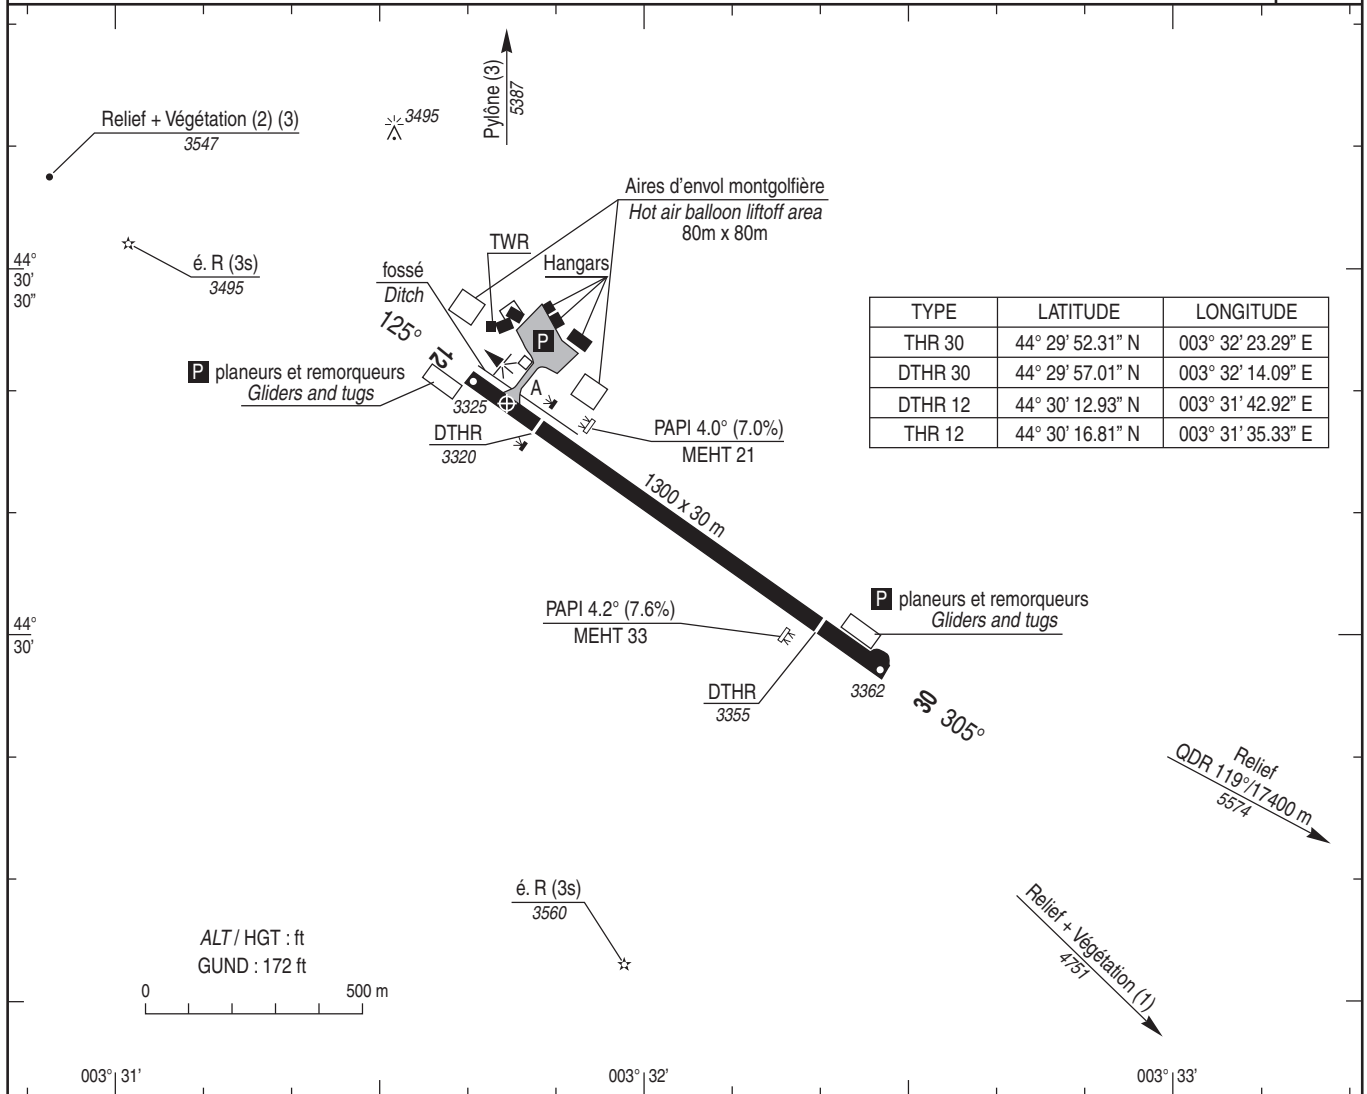 Pylône (3)
5387
Relief + Végétation (2) (3)
3547
3495
Aires d'envol montgolfière
Hot air balloon liftoff area
80m x 80m
TWR
Hangars
é. R (3s)
3495
fossé
Ditch
44°
30'
30"
125°
12
P
P planeurs et remorqueurs
Gliders and tugs
A
3325
DTHR
3320
PAPI 4.0° (7.0%)
MEHT 21
TYPE LATITUDE LONGITUDE
THR 30 44° 29' 52.31" N 003° 32' 23.29" E
DTHR 30 44° 29' 57.01" N 003° 32' 14.09" E
DTHR 12 44° 30' 12.93" N 003° 31' 42.92" E
THR 12 44° 30' 16.81" N 003° 31' 35.33" E
1300 x 30 m
P planeurs et remorqueurs
Gliders and tugs
PAPI 4.2° (7.6%)
MEHT 33
44°
30'
DTHR
3355
3362
30
305°
Relief
QDR 119°/17400 m
5574
é. R (3s)
3560
Relief + Végétation (1)
4751
ALT / HGT : ft
GUND : 172 ft
0 500 m
003° 31' 003° 32' 003° 33'